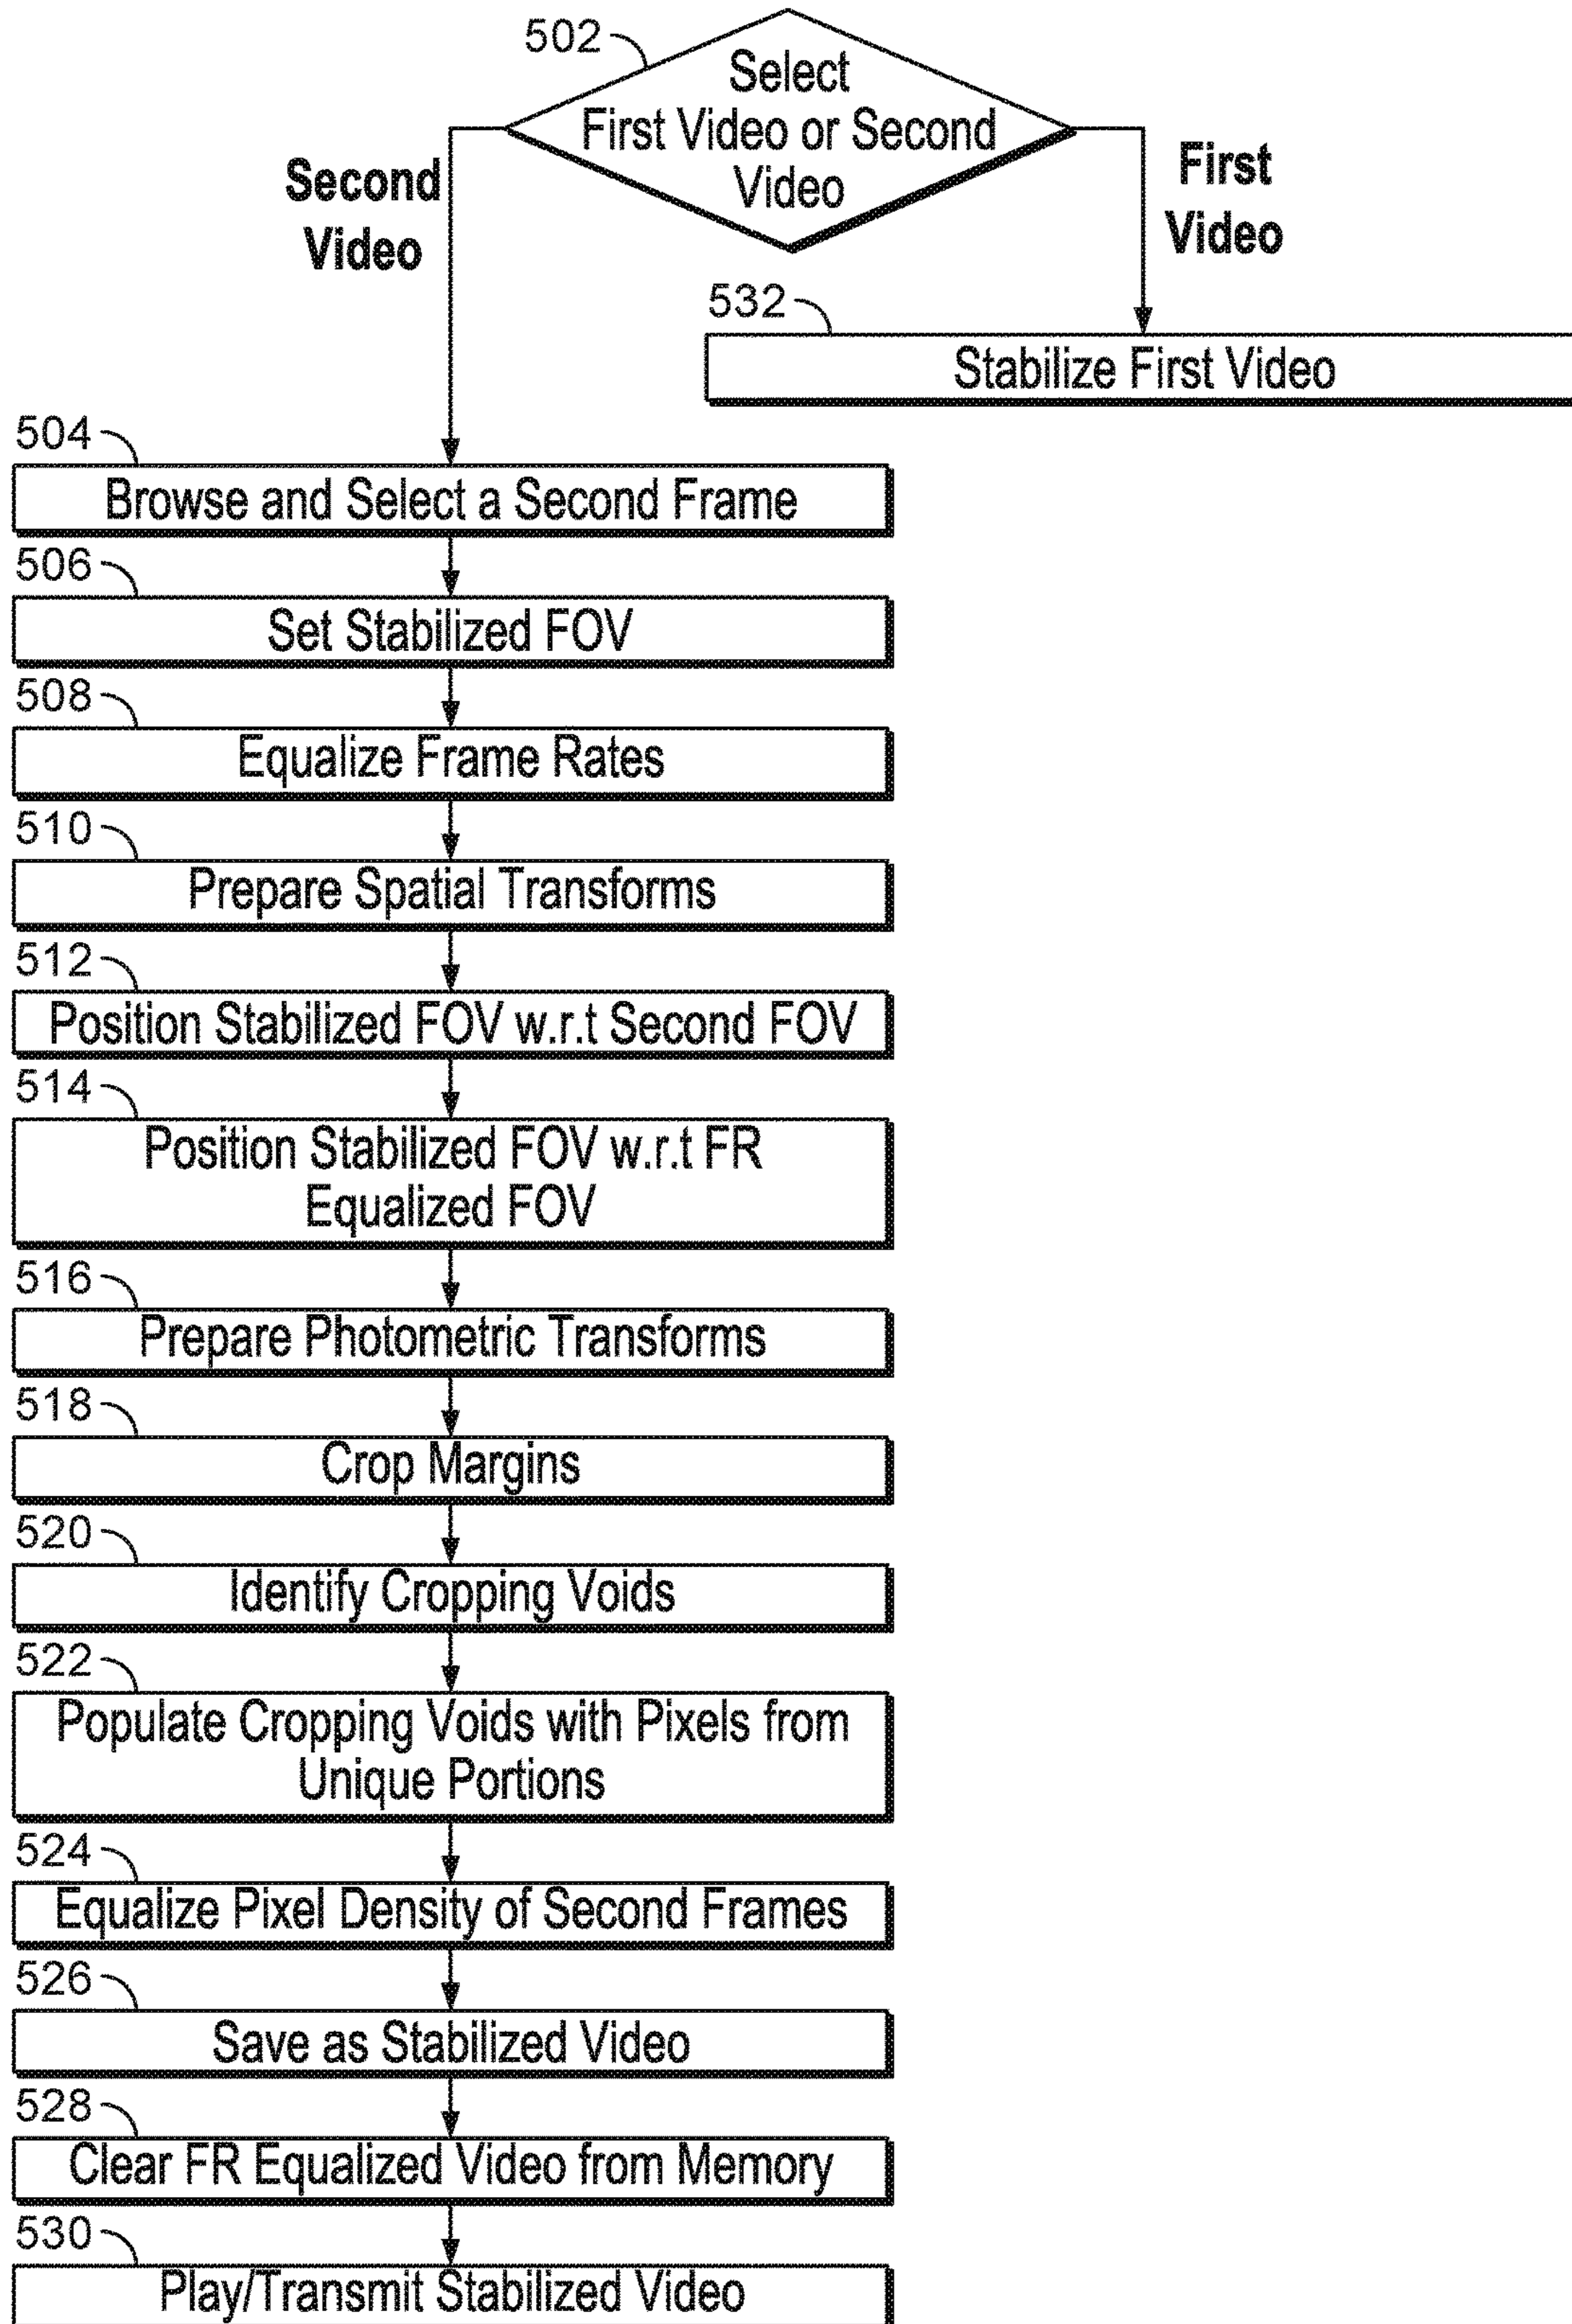 502
Select
First Video or Second
Video
Second
Video
First
Video
532
Stabilize First Video
504
Browse and Select a Second Frame
506
Set Stabilized FOV
508
Equalize Frame Rates
510
Prepare Spatial Transforms
512
Position Stabilized FOV w.r.t Second FOV
514
Position Stabilized FOV w.r.t FR
Equalized FOV
516
Prepare Photometric Transforms
518
Crop Margins
520
Identify Cropping Voids
522
Populate Cropping Voids with Pixels from
Unique Portions
524
Equalize Pixel Density of Second Frames
526
Save as Stabilized Video
528
Clear FR Equalized Video from Memory
530
Play/Transmit Stabilized Video